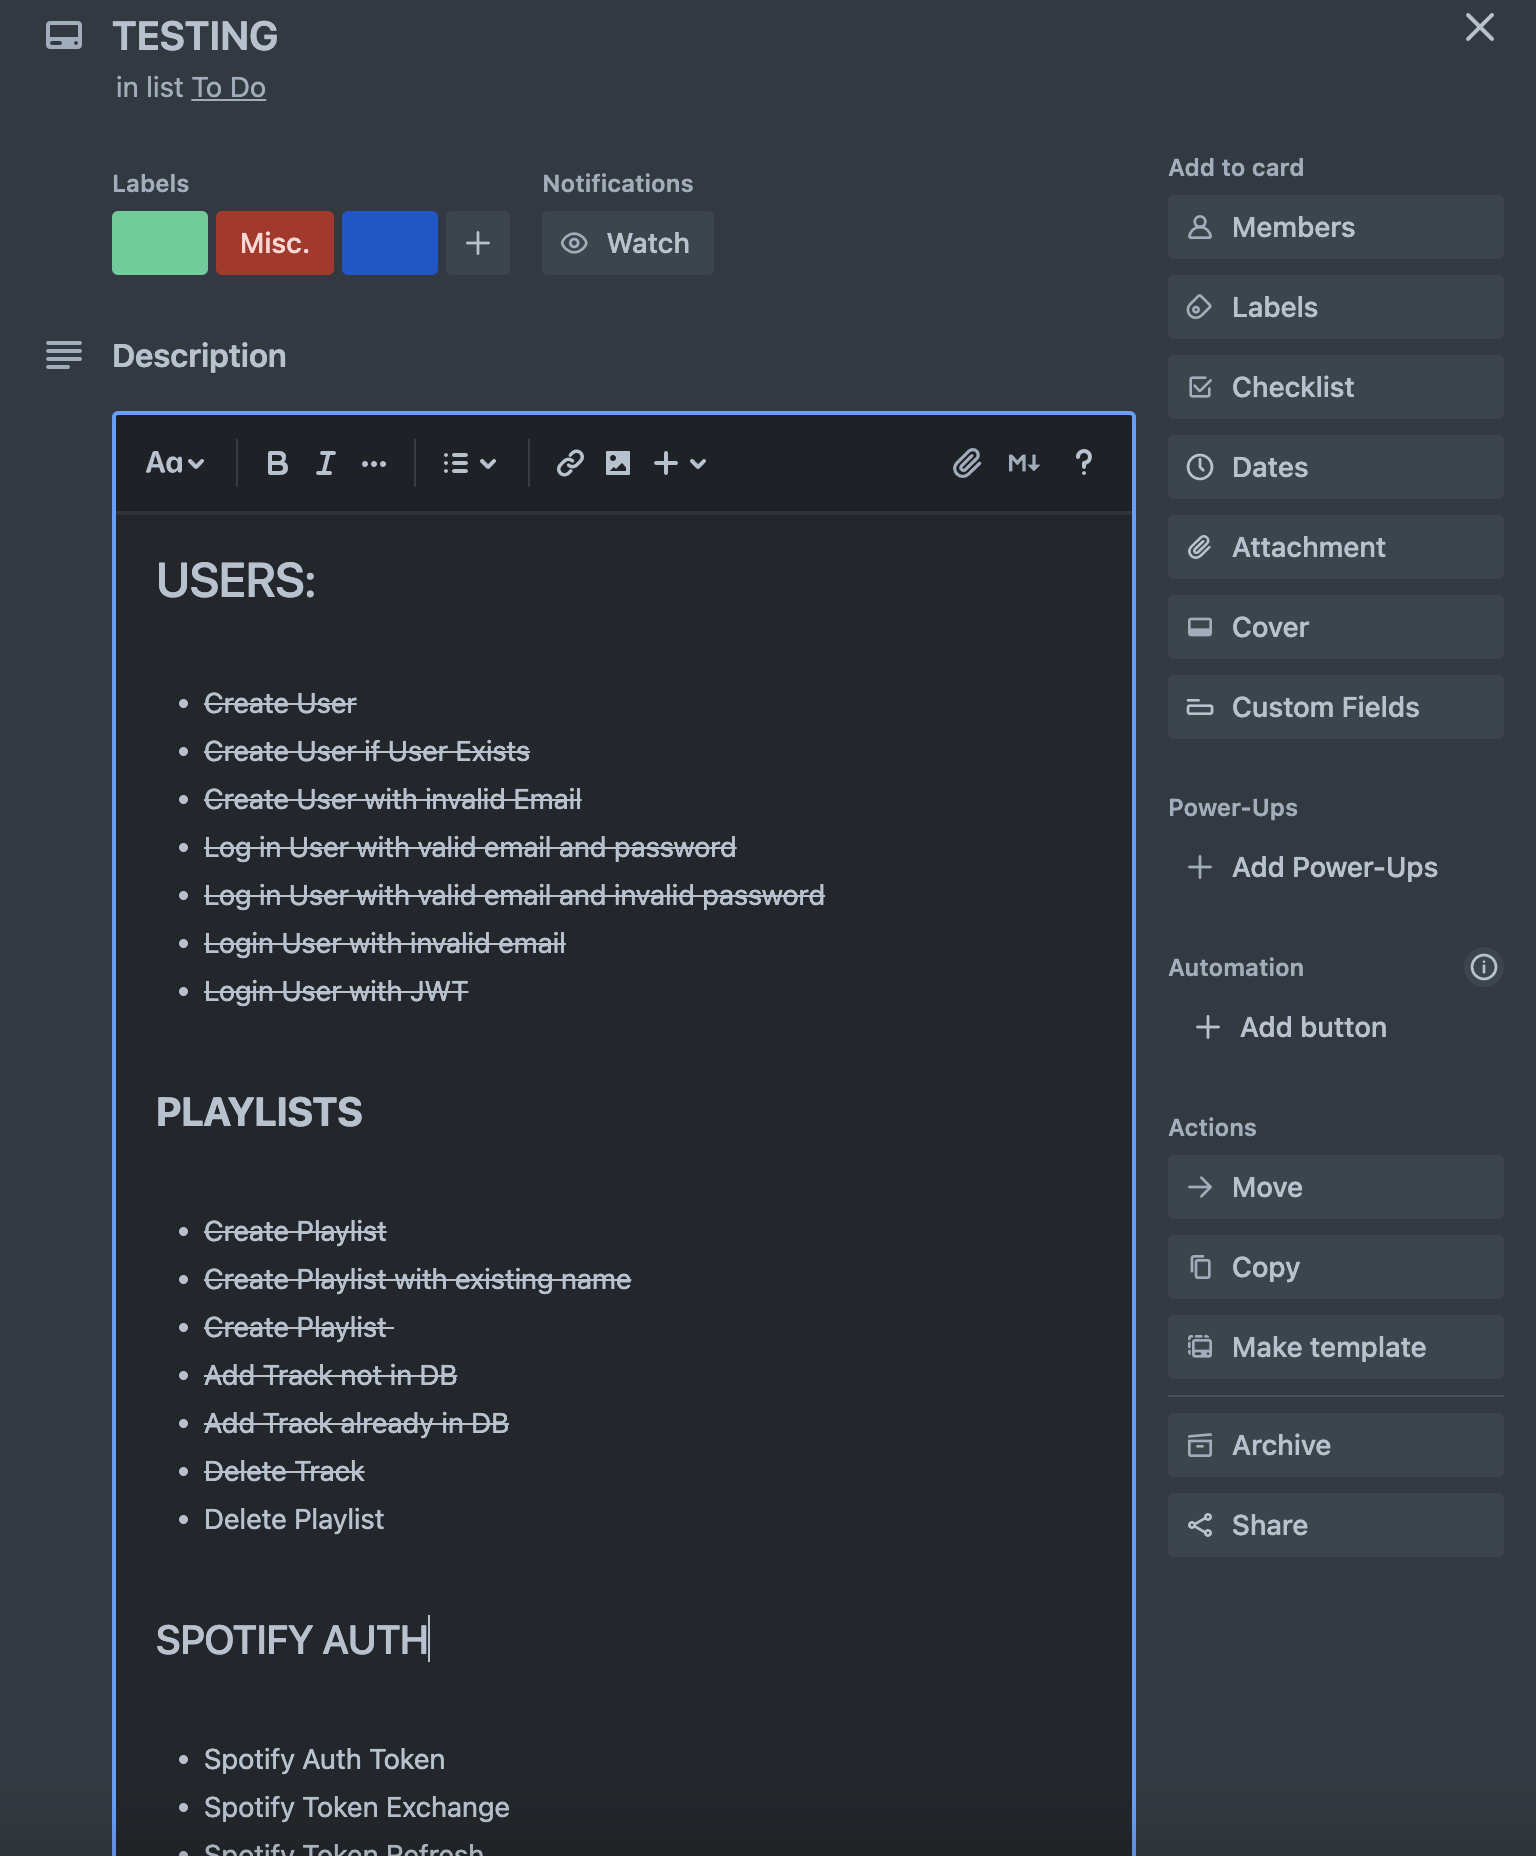 TESTING
in list To Do
Labels
Notifications
Misc.
Watch
Description
Aa
B I
M
?
USERS:
Create User
Create User if User Exists
Create User with invalid Email
Log in User with valid email and password
Log in User with valid email and invalid password
Login User with invalid email
Login User with JWT
PLAYLISTS
Create Playlist
Create Playlist with existing name
Create Playlist
Add Track not in DB
Add Track already in DB
Delete Track
Delete Playlist
SPOTIFY AUTH
Spotify Auth Token
Spotify Token Exchange
Spotify Token Refresh
Add to card
Members
Labels
Checklist
Dates
Attachment
Cover
Custom Fields
Power-Ups
Add Power-Ups
Automation
Add button
Actions
Move
Copy
Make template
Archive
Share